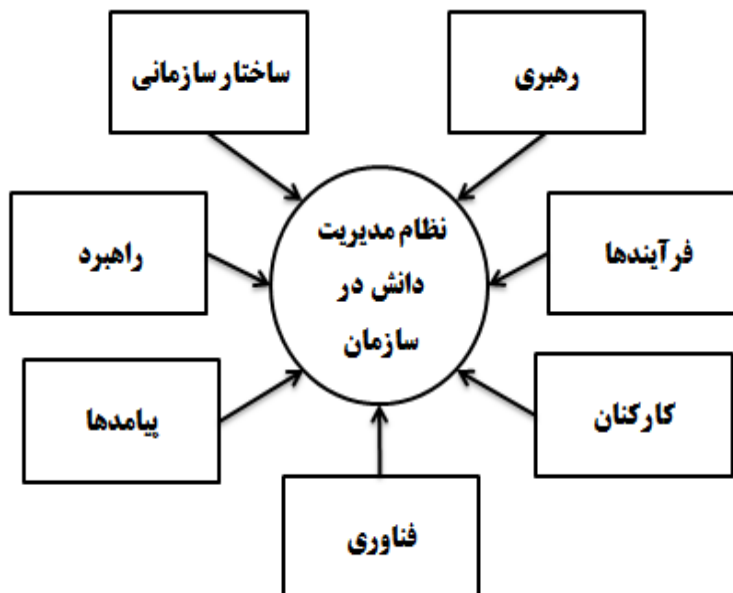 رهبری
ساختار سازمانی
نظام مدیریت
دانش در
سازمان
فرآیندها
راهبرد
کارکنان
پیامدها
فناوری